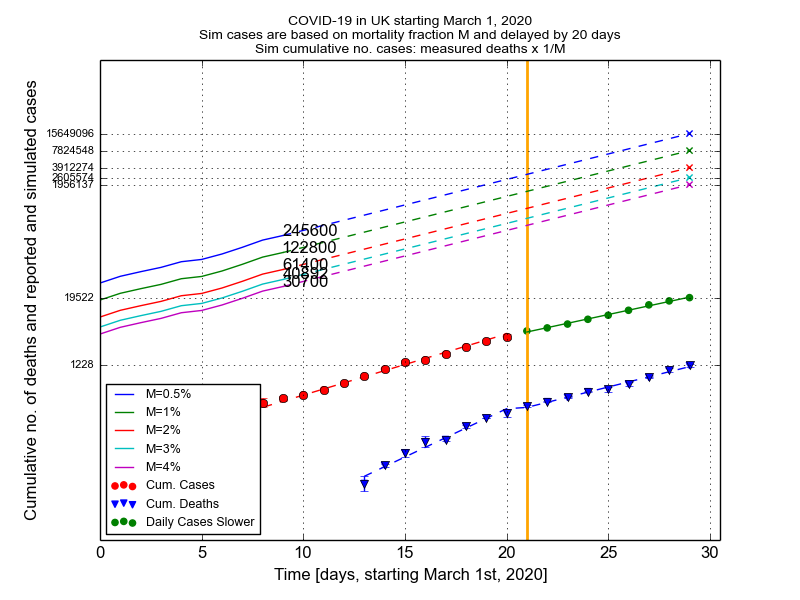 COVID-19 in UK starting March 1, 2020
Sim cases are based on mortality fraction M and delayed by 20 days
Sim cumulative no. cases: measured deaths x 1/M
Cumulative no. of deaths and reported and simulated cases
15649096
7824548
3912274
2605574
1956137
19522
1228
245600
122800
61400
30700
M=0.5%
M=1%
M=2%
M=3%
M=4%
Cum. Cases
Cum. Deaths
Daily Cases Slower
0 5 10 15 20 25 30
Time [days, starting March 1st, 2020]